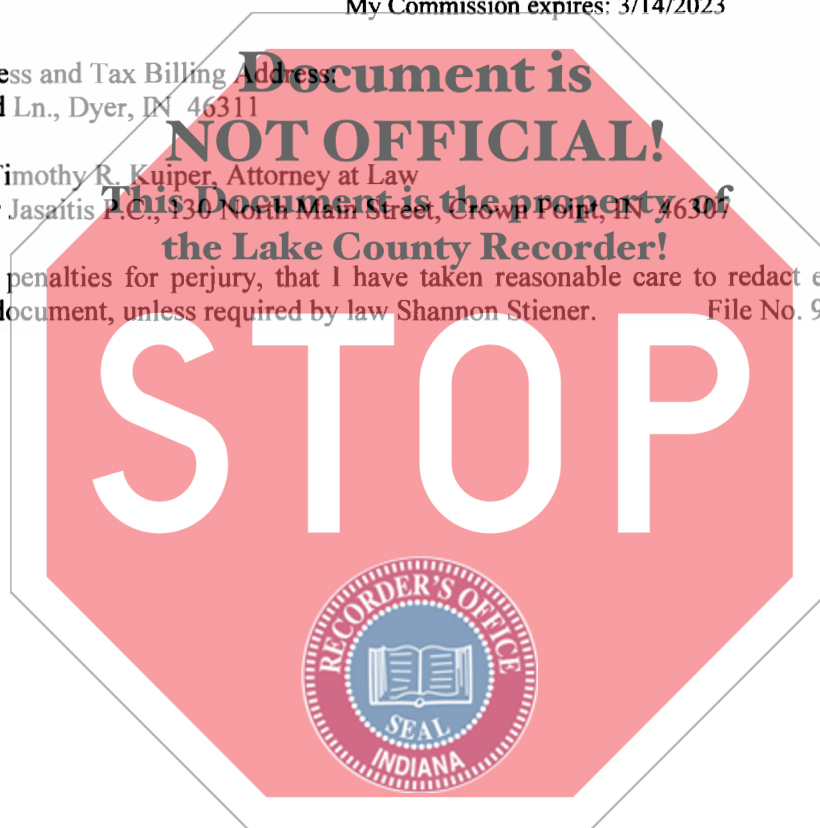 My Commission expires: 3/14/2023
ess and Tax Billing Address:
Document is
Ln., Dyer, IN 46311
NOT OFFICIAL!
Timothy R. Kuiper, Attorney at Law
This Document is the property of
Jasaitis P.C., 130 North Main Street, Crown Point, IN 46307
the Lake County Recorder!
penalties for perjury, that I have taken reasonable care to redact e
document, unless required by law Shannon Stiener. File No. 9
STOP
RECORDER'S OFFICE
SEAL
INDIANA